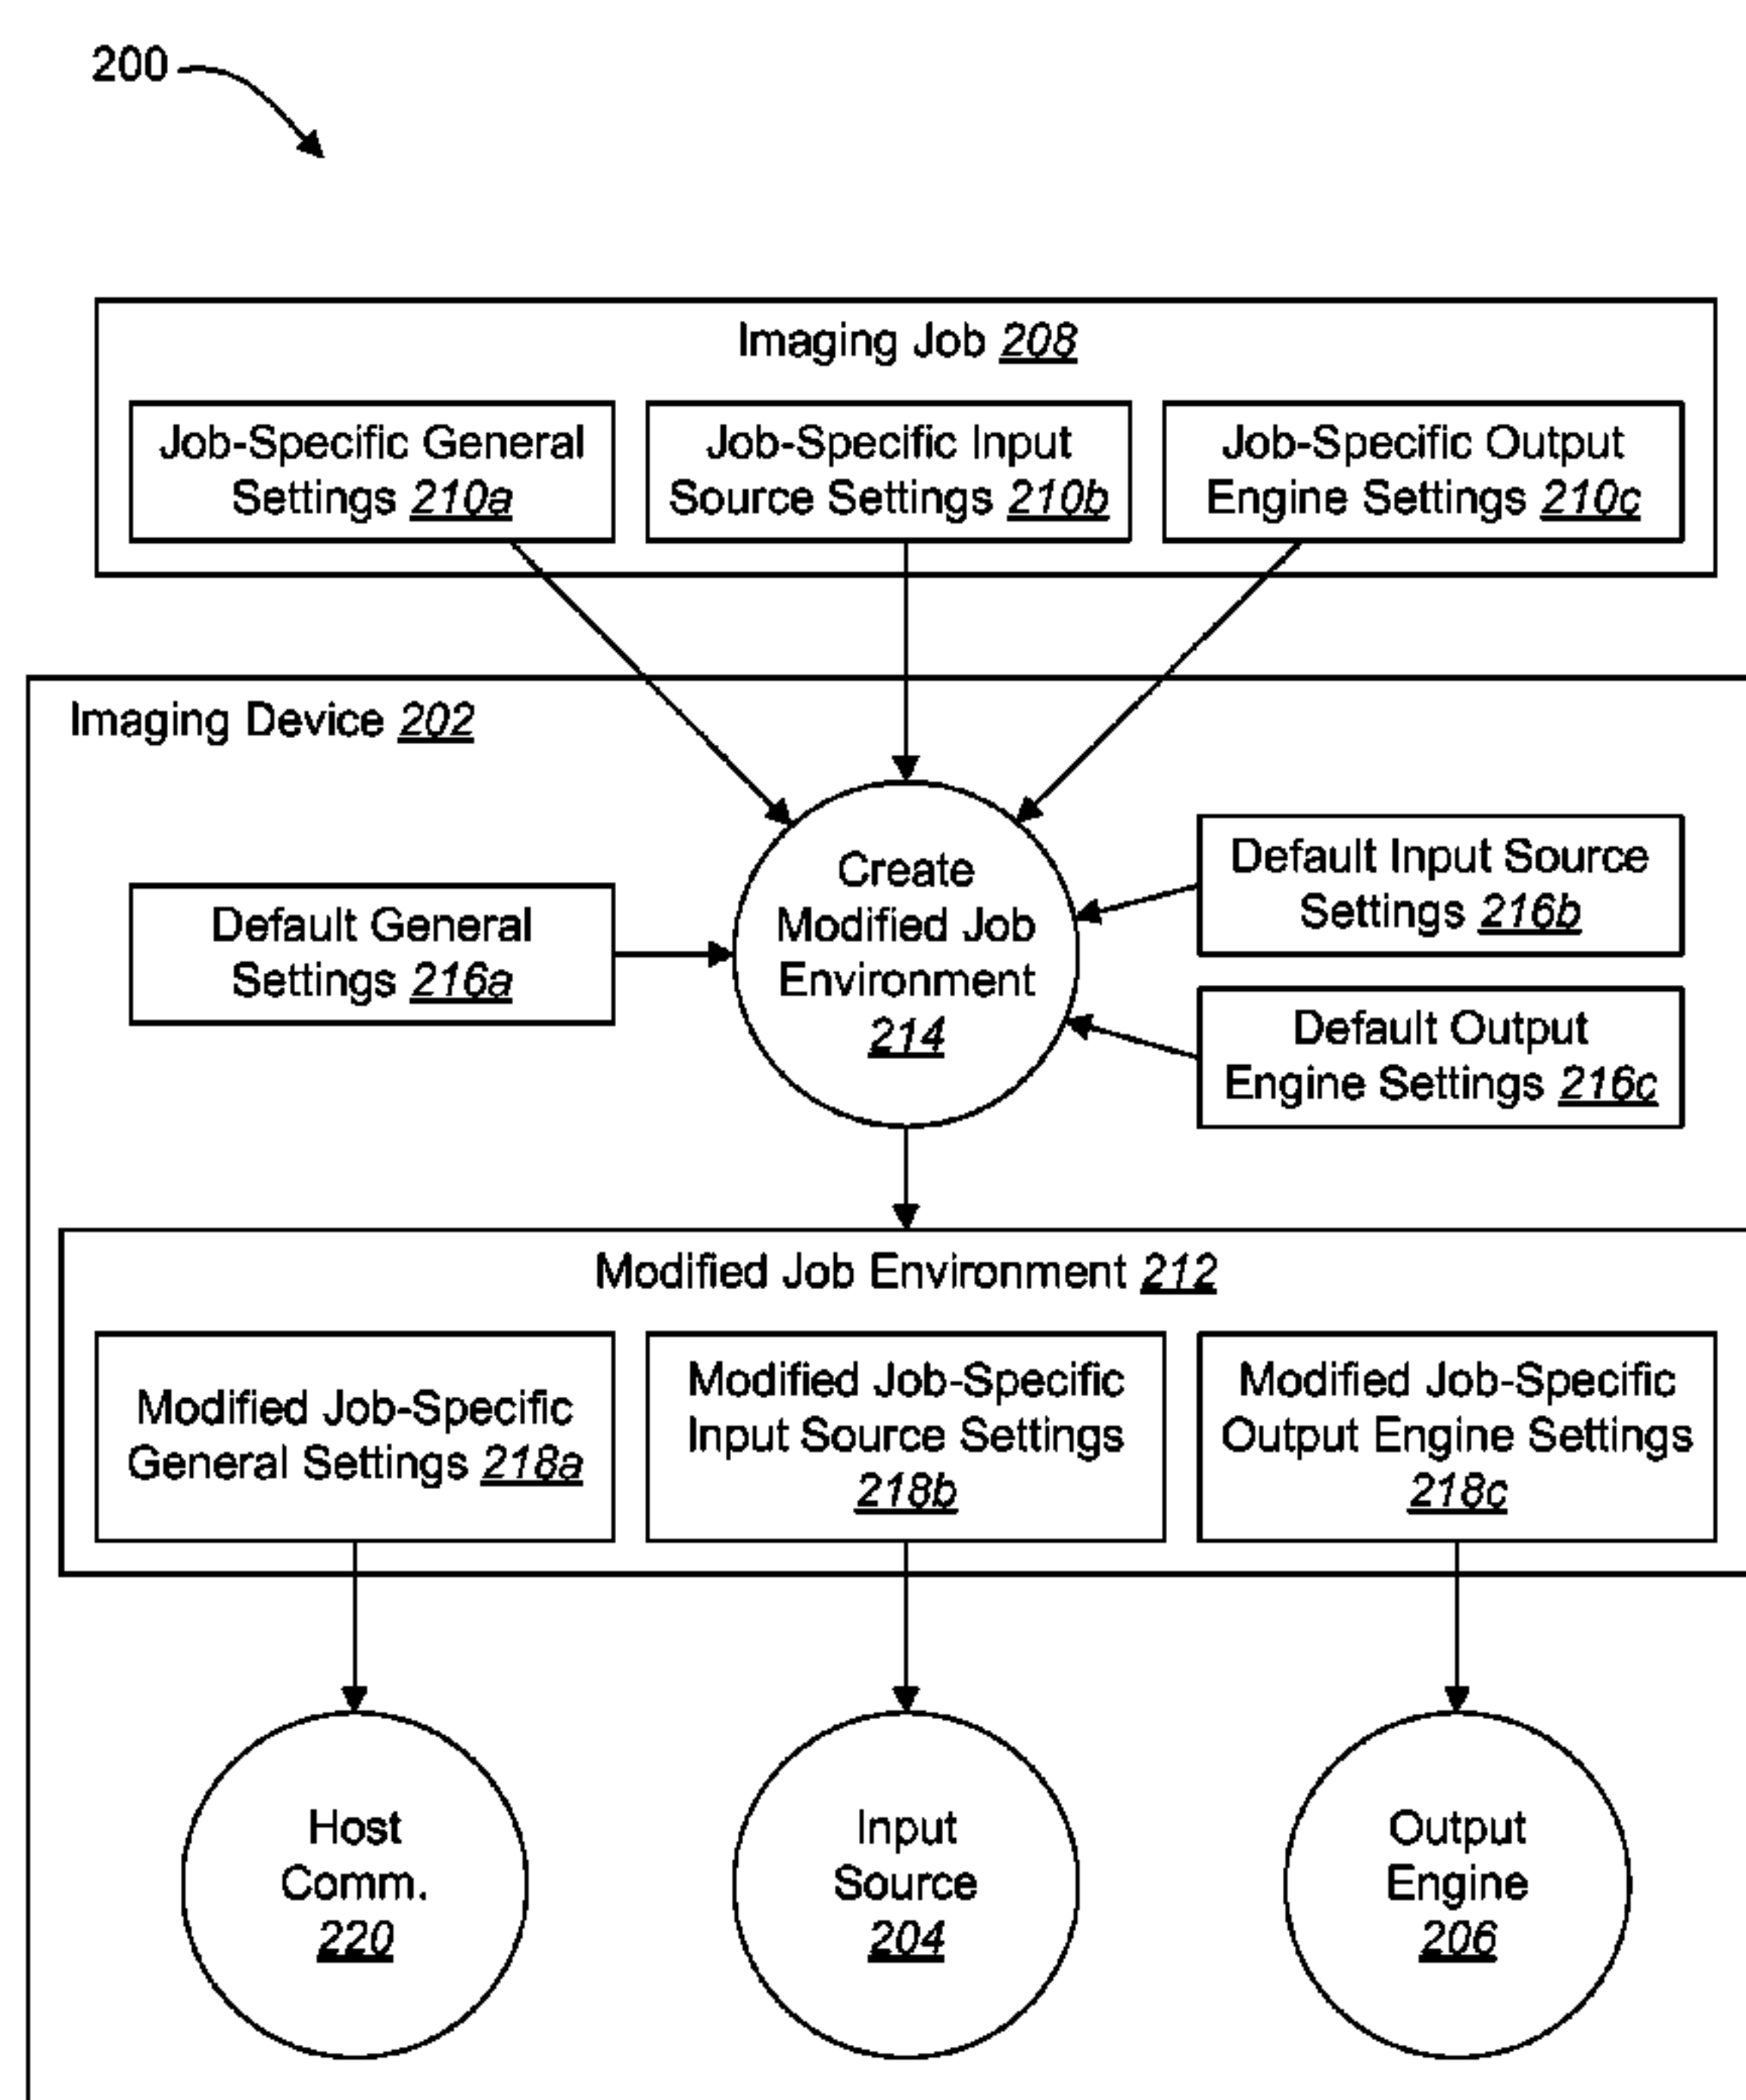 200
Imaging Job 208
Job-Specific General
Settings 210a
Job-Specific Input
Source Settings 210b
Job-Specific Output
Engine Settings 210c
Imaging Device 202
Create
Modified Job
Environment
214
Default General
Settings 216a
Default Input Source
Settings 216b
Default Output
Engine Settings 216c
Modified Job Environment 212
Modified Job-Specific
General Settings 218a
Modified Job-Specific
Input Source Settings
218b
Modified Job-Specific
Output Engine Settings
218c
Host
Comm.
220
Input
Source
204
Output
Engine
206